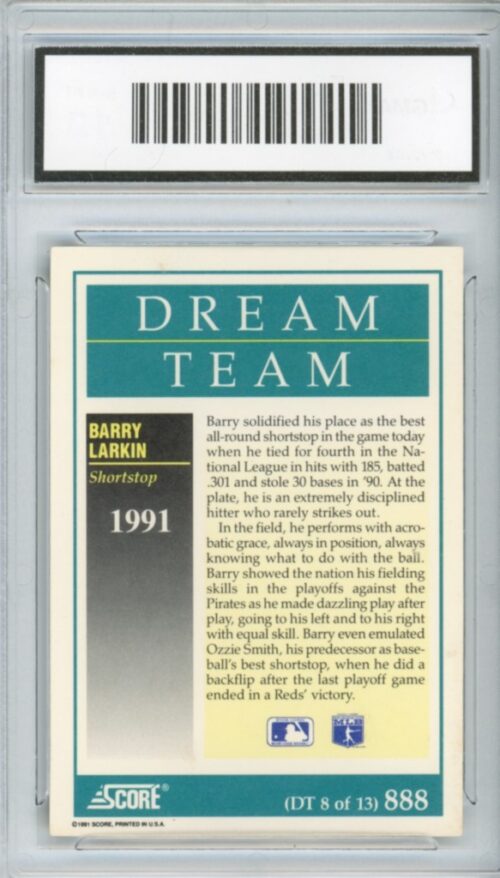 DREAM
TEAM
BARRY
LARKIN
Shortstop
1991
Barry solidified his place as the best
all-round shortstop in the game today
when he tied for fourth in the Na-
tional League in hits with 185, batted
.301 and stole 30 bases in '90. At the
plate, he is an extremely disciplined
hitter who rarely strikes out.
In the field, he performs with acro-
batic grace, always in position, always
knowing what to do with the ball.
Barry showed the nation his fielding
skills in the playoffs against the
Pirates as he made dazzling play after
play, going to his left and to his right
with equal skill. Barry even emulated
Ozzie Smith, his predecessor as base-
ball's best shortstop, when he did a
backflip after the last playoff game
ended in a Reds' victory.
MLB
SCORE®
(DT 8 of 13) 888
©1991 SCORE, PRINTED IN U.S.A.